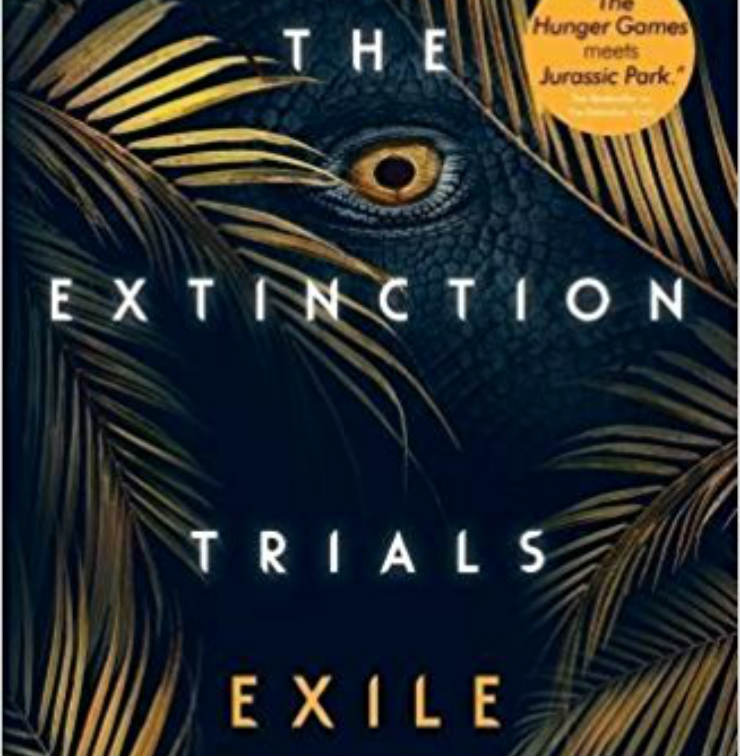 THE
The
Hunger Games
meets
Jurassic Park."
EXTINCTION
TRIALS
EXILE